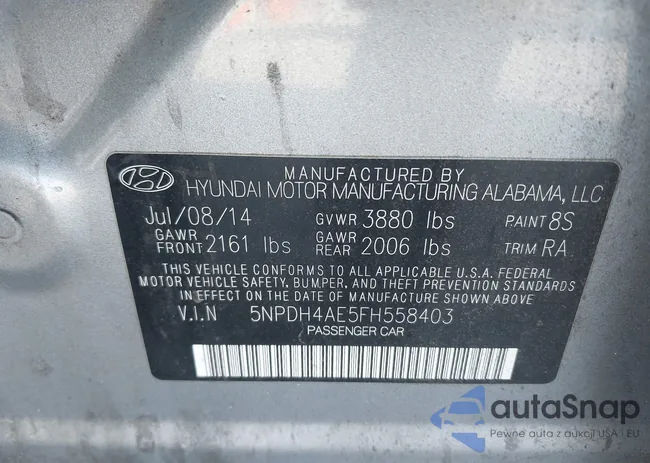 MANUFACTURED BY
HYUNDAI MOTOR MANUFACTURING ALABAMA, LLC
Jul/08/14 GVWR 3880 lbs PAINT 8S
GAWR FRONT 2161 lbs GAWR REAR 2006 lbs TRIM RA
THIS VEHICLE CONFORMS TO ALL APPLICABLE U.S.A. FEDERAL
MOTOR VEHICLE SAFETY, BUMPER, AND THEFT PREVENTION STANDARDS
IN EFFECT ON THE DATE OF MANUFACTURE SHOWN ABOVE
V.I.N 5NPDH4AE5FH558403
PASSENGER CAR
autaSnap
Pewne auta z aukcji USA i EU